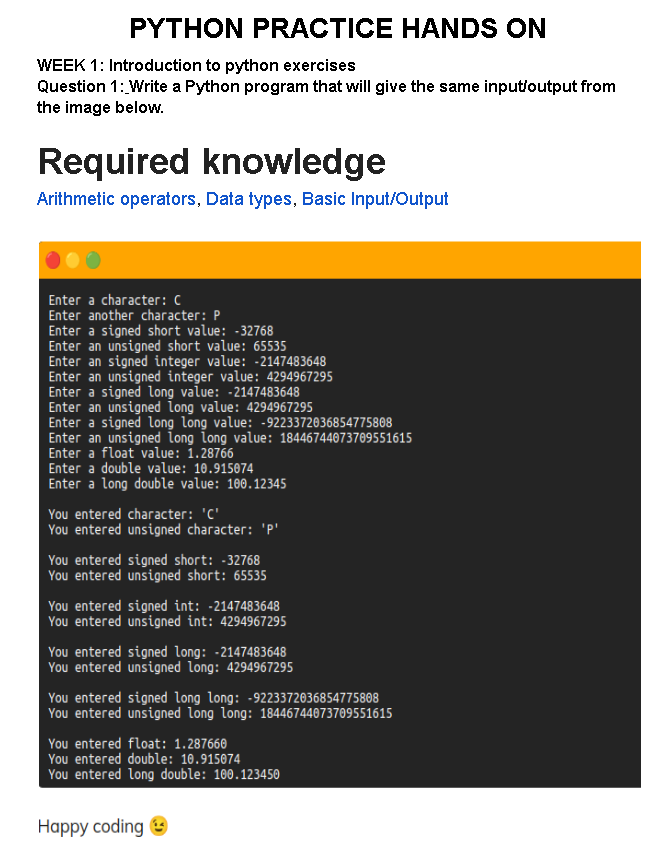 PYTHON PRACTICE HANDS ON
WEEK 1: Introduction to python exercises
Question 1: Write a Python program that will give the same input/output from
the image below.
Required knowledge
Arithmetic operators, Data types, Basic Input/Output
Enter a character: C
Enter another character: P
Enter a signed short value: -32768
Enter an unsigned short value: 65535
Enter an signed integer value: -2147483648
Enter an unsigned integer value: 4294967295
Enter a signed long value: -2147483648
Enter an unsigned long value: 4294967295
Enter a signed long long value: -9223372036854775808
Enter an unsigned long long value: 18446744073709551615
Enter a float value: 1.28766
Enter a double value: 10.915074
Enter a long double value: 100.12345
You entered character: 'C'
You entered unsigned character: 'P'
You entered signed short: -32768
You entered unsigned short: 65535
You entered signed int: -2147483648
You entered unsigned int: 4294967295
You entered signed long: -2147483648
You entered unsigned long: 4294967295
You entered signed long long: -9223372036854775808
You entered unsigned long long: 18446744073709551615
You entered float: 1.287660
You entered double: 10.915074
You entered long double: 100.123450
Happy coding 😉